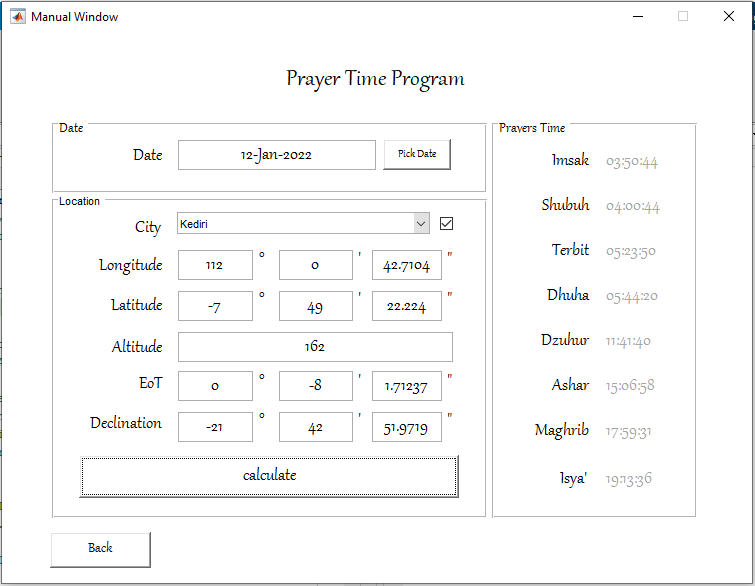 Manual Window
Prayer Time Program
Date
Date 12-Jan-2022 Pick Date
Location
City Kediri
Longitude 112 ° 0 ' 42.7104 "
Latitude -7 ° 49 ' 22.224 "
Altitude 162
EoT 0 ° -8 ' 1.71237 "
Declination -21 ° 42 ' 51.9719 "
calculate
Back
Prayers Time
Imsak 03:50:44
Shubuh 04:00:44
Terbit 05:23:50
Dhuha 05:44:20
Dzuhur 11:41:40
Ashar 15:06:58
Maghrib 17:59:31
Isya' 19:13:36